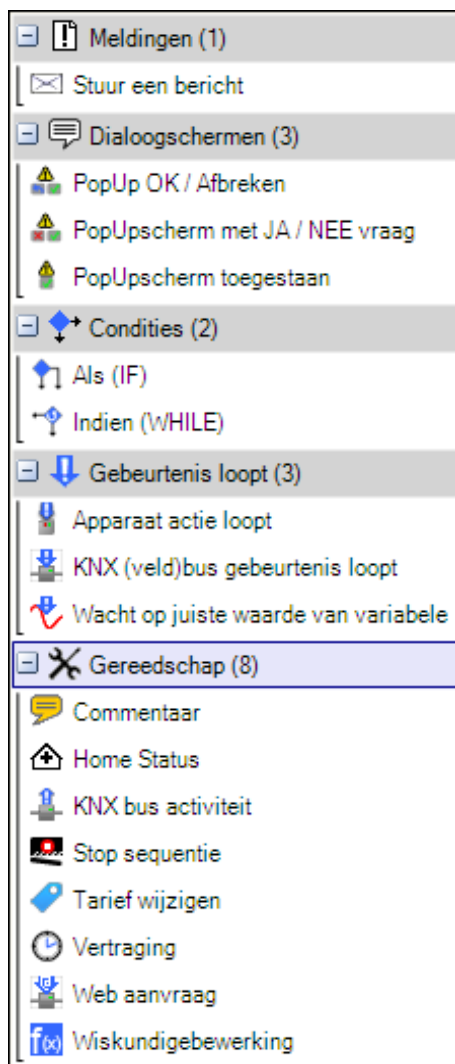 Meldingen (1)
Stuur een bericht
Dialoogschermen (3)
PopUp OK / Afbreken
PopUpscherm met JA / NEE vraag
PopUpscherm toegestaan
Condities (2)
Als (IF)
Indien (WHILE)
Gebeurtenis loopt (3)
Apparaat actie loopt
KNX (veld)bus gebeurtenis loopt
Wacht op juiste waarde van variabele
Gereedschap (8)
Commentaar
Home Status
KNX bus activiteit
Stop sequentie
Tarief wijzigen
Vertraging
Web aanvraag
f(x) Wiskundigebewerking